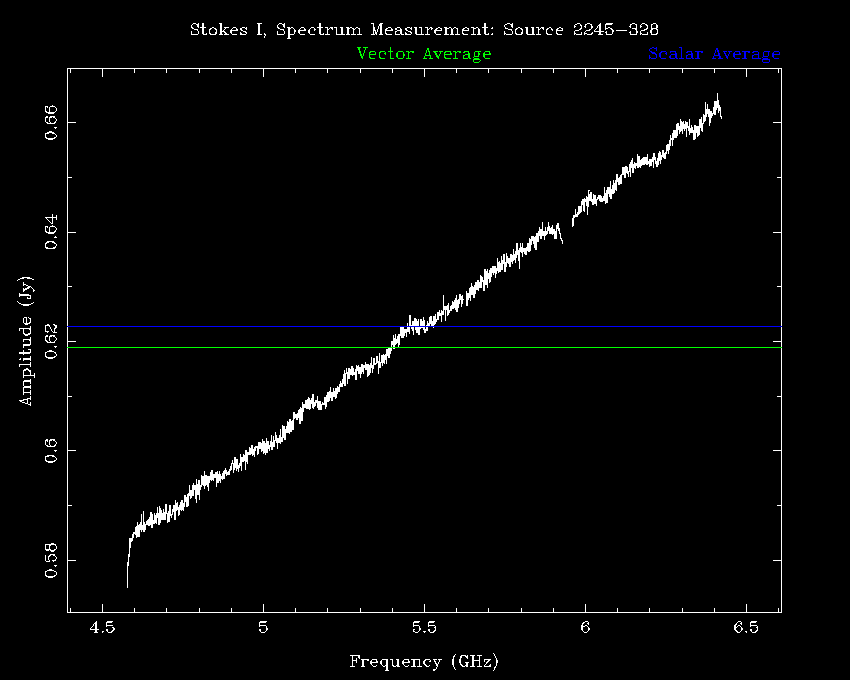 Stokes I, Spectrum Measurement: Source 2245−328
Vector Average Scalar Average
0.66
0.64
0.62
0.6
0.58
Amplitude (Jy)
4.5 5 5.5 6 6.5
Frequency (GHz)